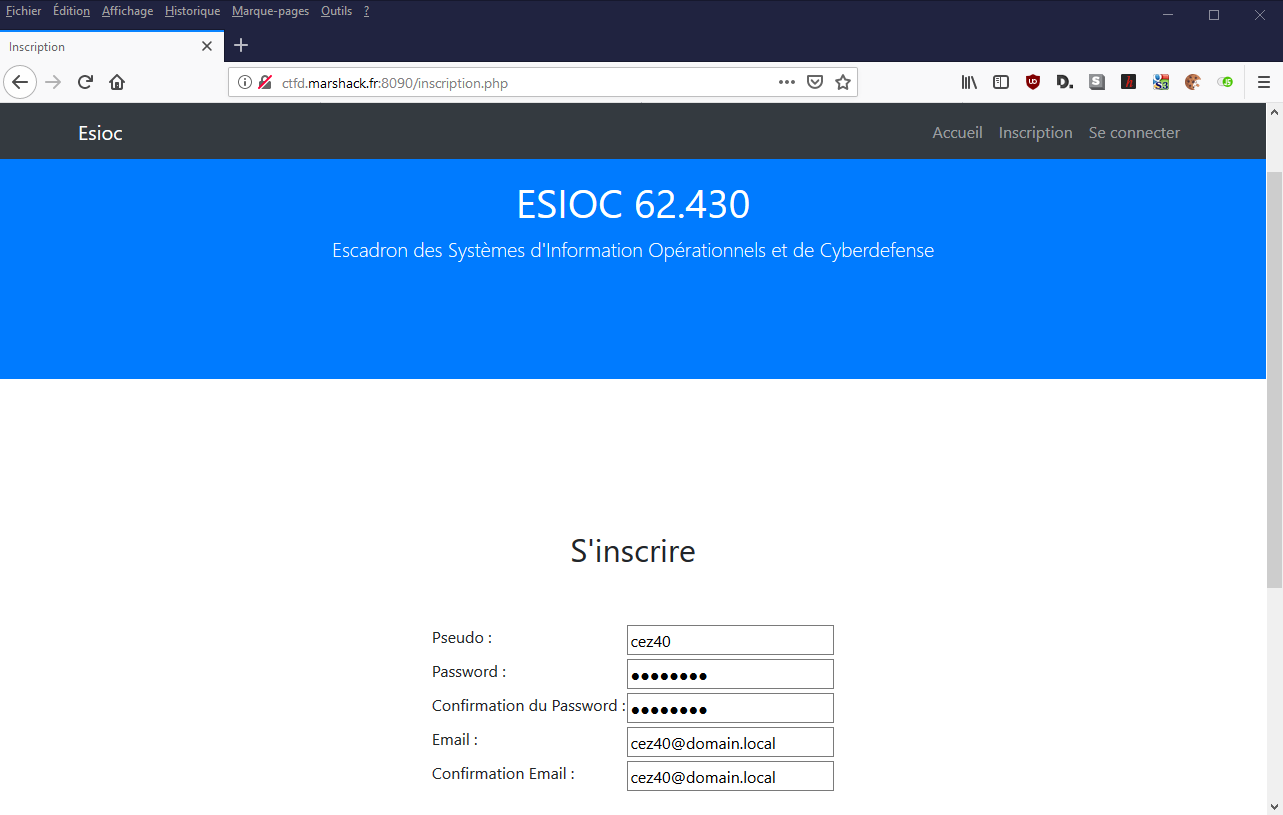 Fichier Édition Affichage Historique Marque-pages Outils ?
Inscription
ctfd.marshack.fr:8090/inscription.php
Esioc Accueil Inscription Se connecter
ESIOC 62.430
Escadron des Systèmes d'Information Opérationnels et de Cyberdefense
S'inscrire
Pseudo : cez40
Password : ●●●●●●●●
Confirmation du Password : ●●●●●●●●
Email : cez40@domain.local
Confirmation Email : cez40@domain.local